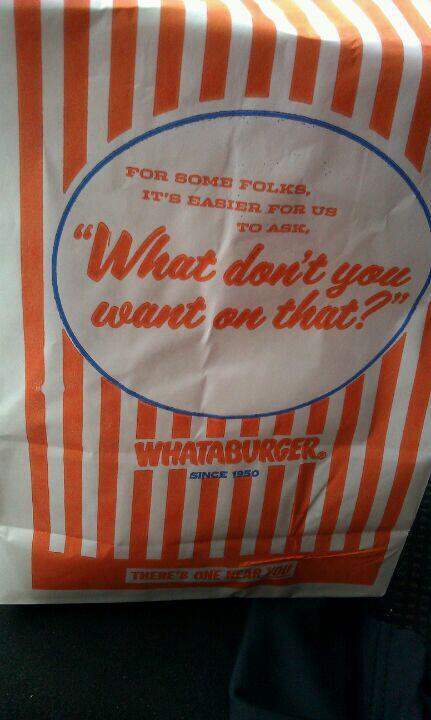 FOR SOME FOLKS,
IT'S EASIER FOR US
TO ASK,
"What don't you
want on that?"
WHATABURGER®
SINCE 1950
THERE'S ONE NEAR YOU